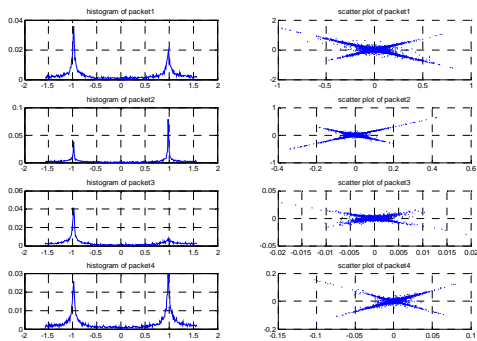 histogram of packet1
0.04
0.02
0
-2 -1.5 -1 -0.5 0 0.5 1 1.5 2
scatter plot of packet1
2
0
-2
-1 -0.5 0 0.5 1
histogram of packet2
0.1
0.05
0
-2 -1.5 -1 -0.5 0 0.5 1 1.5 2
scatter plot of packet2
1
0
-1
-0.4 -0.2 0 0.2 0.4 0.6
histogram of packet3
0.06
0.04
0.02
0
-2 -1.5 -1 -0.5 0 0.5 1 1.5 2
scatter plot of packet3
0.05
0
-0.05
-0.02 -0.015 -0.01 -0.005 0 0.005 0.01 0.015 0.02
histogram of packet4
0.03
0.02
0.01
0
-2 -1.5 -1 -0.5 0 0.5 1 1.5 2
scatter plot of packet4
0.2
0
-0.2
-0.15 -0.1 -0.05 0 0.05 0.1